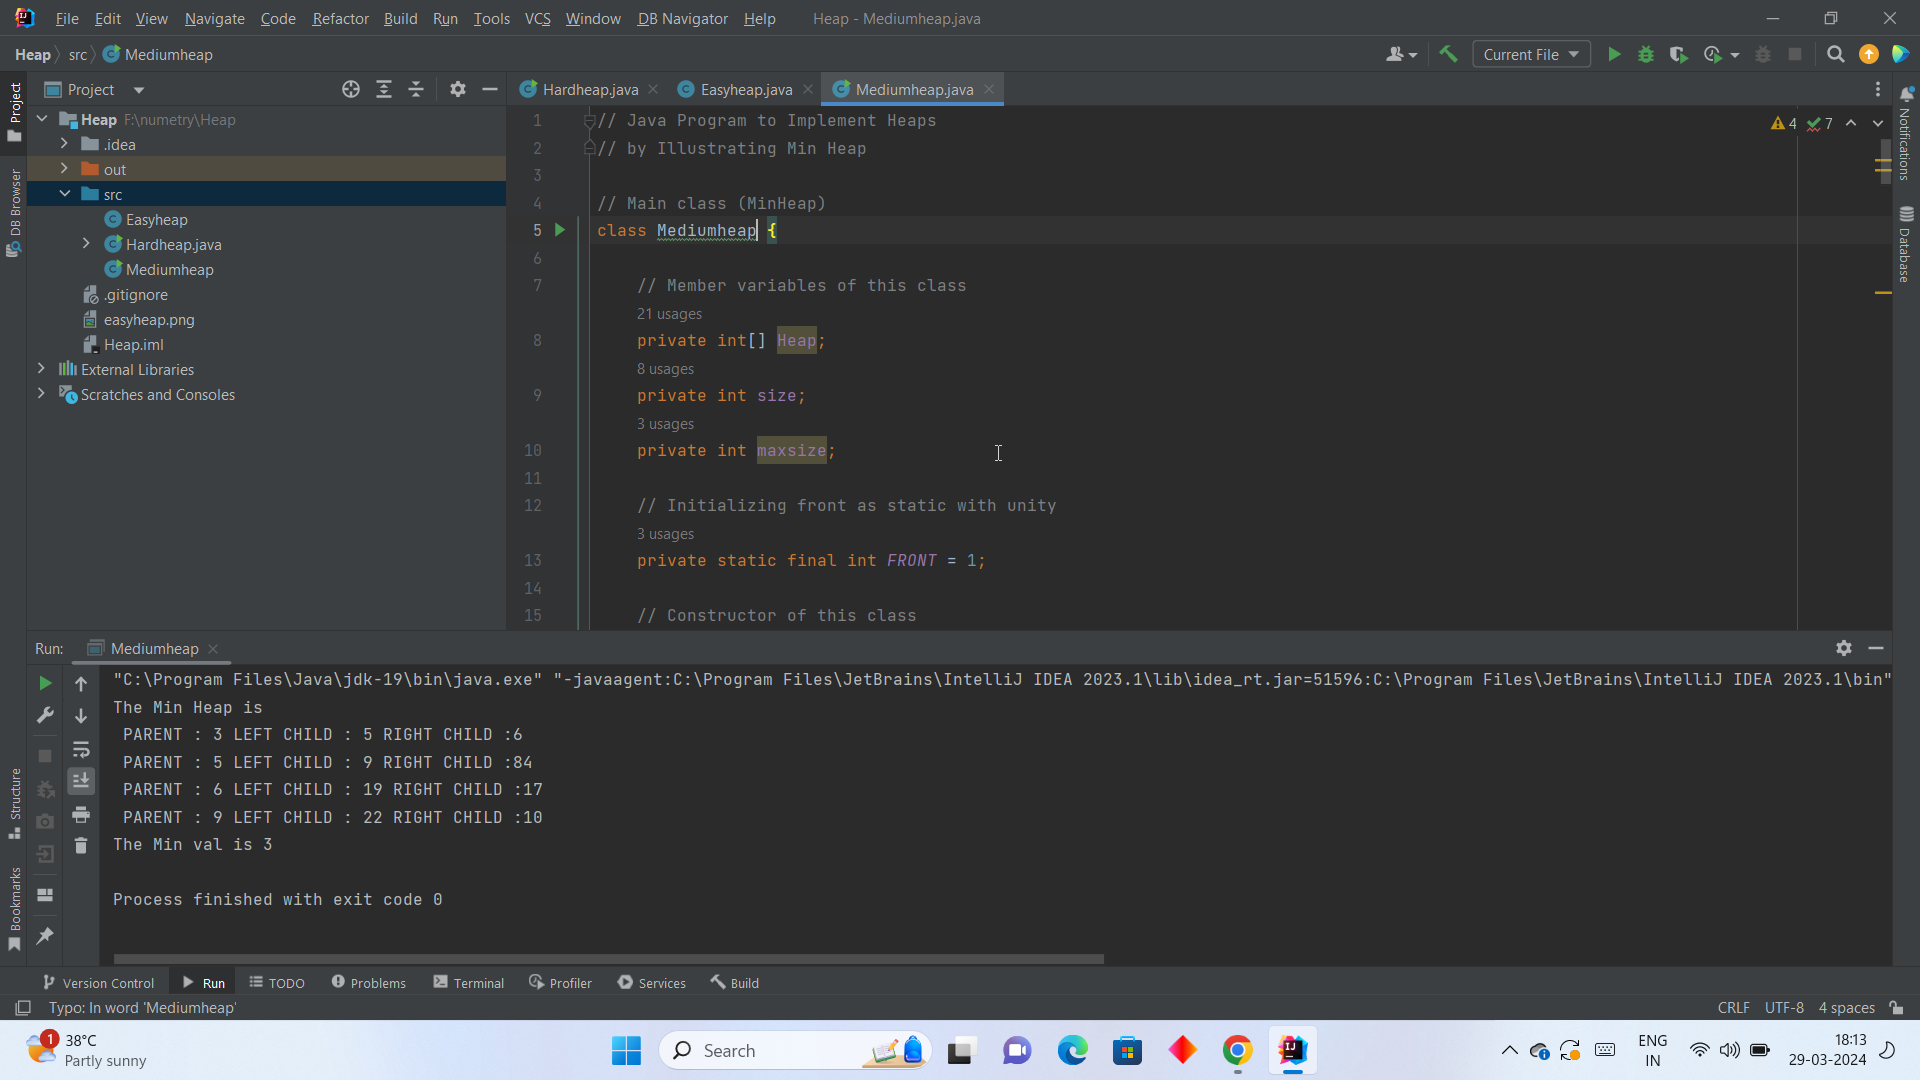 File Edit View Navigate Code Refactor Build Run Tools VCS Window DB Navigator Help Heap - Mediumheap.java
Heap src Mediumheap Current File
Project
Hardheap.java Easyheap.java Mediumheap.java
Heap F:\numetry\Heap
.idea
out
src
Easyheap
Hardheap.java
Mediumheap
.gitignore
easyheap.png
Heap.iml
External Libraries
Scratches and Consoles
Project
DB Browser
Structure
Bookmarks
1 // Java Program to Implement Heaps
2 // by Illustrating Min Heap
3
4 // Main class (MinHeap)
5 class Mediumheap {
6
7 // Member variables of this class
21 usages
8 private int[] Heap;
8 usages
9 private int size;
3 usages
10 private int maxsize;
11
12 // Initializing front as static with unity
3 usages
13 private static final int FRONT = 1;
14
15 // Constructor of this class
4 7
Notifications
Database
Run: Mediumheap
"C:\Program Files\Java\jdk-19\bin\java.exe" "-javaagent:C:\Program Files\JetBrains\IntelliJ IDEA 2023.1\lib\idea_rt.jar=51596:C:\Program Files\JetBrains\IntelliJ IDEA 2023.1\bin"
The Min Heap is
PARENT : 3 LEFT CHILD : 5 RIGHT CHILD :6
PARENT : 5 LEFT CHILD : 9 RIGHT CHILD :84
PARENT : 6 LEFT CHILD : 19 RIGHT CHILD :17
PARENT : 9 LEFT CHILD : 22 RIGHT CHILD :10
The Min val is 3
Process finished with exit code 0
Version Control Run TODO Problems Terminal Profiler Services Build
Typo: In word 'Mediumheap' CRLF UTF-8 4 spaces
1
38°C
Partly sunny
Search
ENG
IN
18:13
29-03-2024